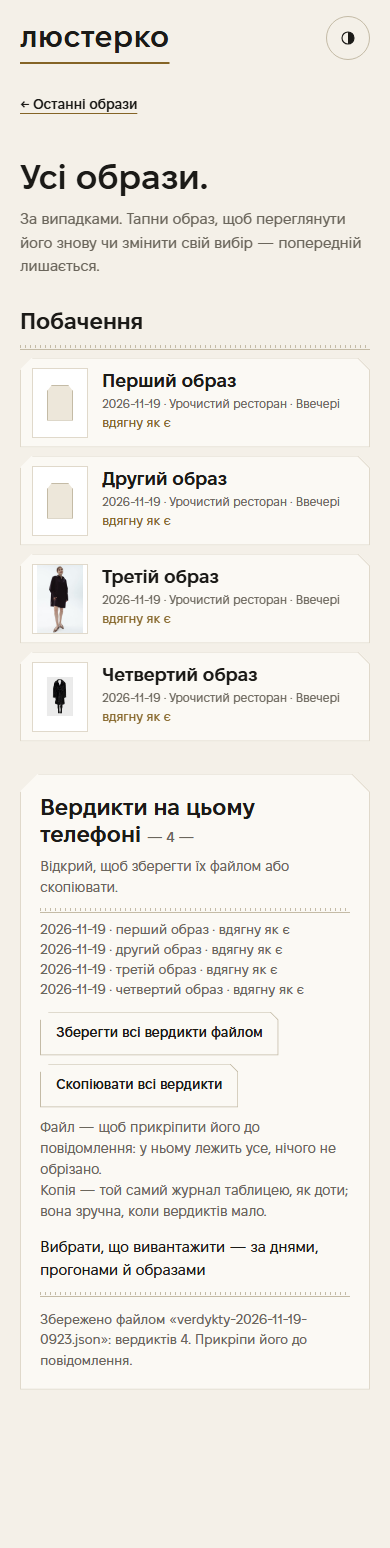 люстерко
← Останні образи
Усі образи.
За випадками. Тапни образ, щоб переглянути
його знову чи змінити свій вибір — попередній
лишається.
Побачення
Перший образ
2026-11-19 · Урочистий ресторан · Ввечері
вдягну як є
Другий образ
2026-11-19 · Урочистий ресторан · Ввечері
вдягну як є
Третій образ
2026-11-19 · Урочистий ресторан · Ввечері
вдягну як є
Четвертий образ
2026-11-19 · Урочистий ресторан · Ввечері
вдягну як є
Вердикти на цьому
телефоні — 4 —
Відкрий, щоб зберегти їх файлом або
скопіювати.
2026-11-19 · перший образ · вдягну як є
2026-11-19 · другий образ · вдягну як є
2026-11-19 · третій образ · вдягну як є
2026-11-19 · четвертий образ · вдягну як є
Зберегти всі вердикти файлом
Скопіювати всі вердикти
Файл — щоб прикріпити його до
повідомлення: у ньому лежить усе, нічого не
обрізано.
Копія — той самий журнал таблицею, як доти;
вона зручна, коли вердиктів мало.
Вибрати, що вивантажити — за днями,
прогонами й образами
Збережено файлом «verdykty-2026-11-19-
0923.json»: вердиктів 4. Прикріпи його до
повідомлення.